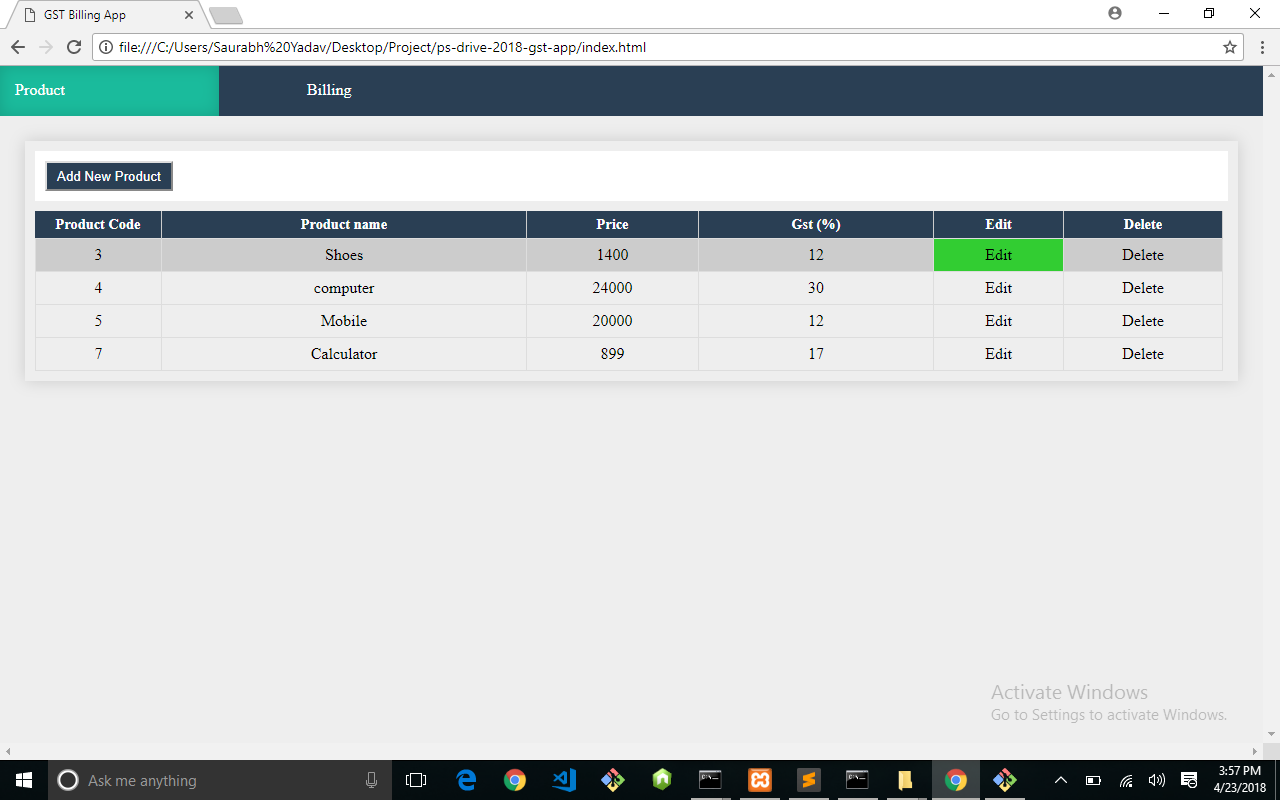 GST Billing App
file:///C:/Users/Saurabh%20Yadav/Desktop/Project/ps-drive-2018-gst-app/index.html
Product Billing
Add New Product
Product Code Product name Price Gst (%) Edit Delete
3 Shoes 1400 12 Edit Delete
4 computer 24000 30 Edit Delete
5 Mobile 20000 12 Edit Delete
7 Calculator 899 17 Edit Delete
Activate Windows
Go to Settings to activate Windows.
Ask me anything
3:57 PM
4/23/2018